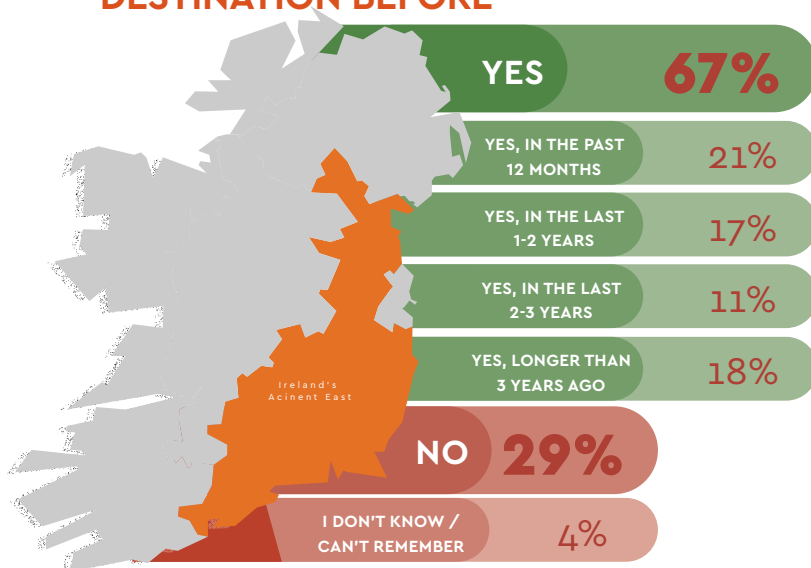 DESTINATION BEFORE
YES 67%
YES, IN THE PAST
12 MONTHS
21%
YES, IN THE LAST
1-2 YEARS
17%
YES, IN THE LAST
2-3 YEARS
11%
YES, LONGER THAN
3 YEARS AGO
18%
Ireland's
Acinent East
NO 29%
I DON'T KNOW /
CAN'T REMEMBER
4%